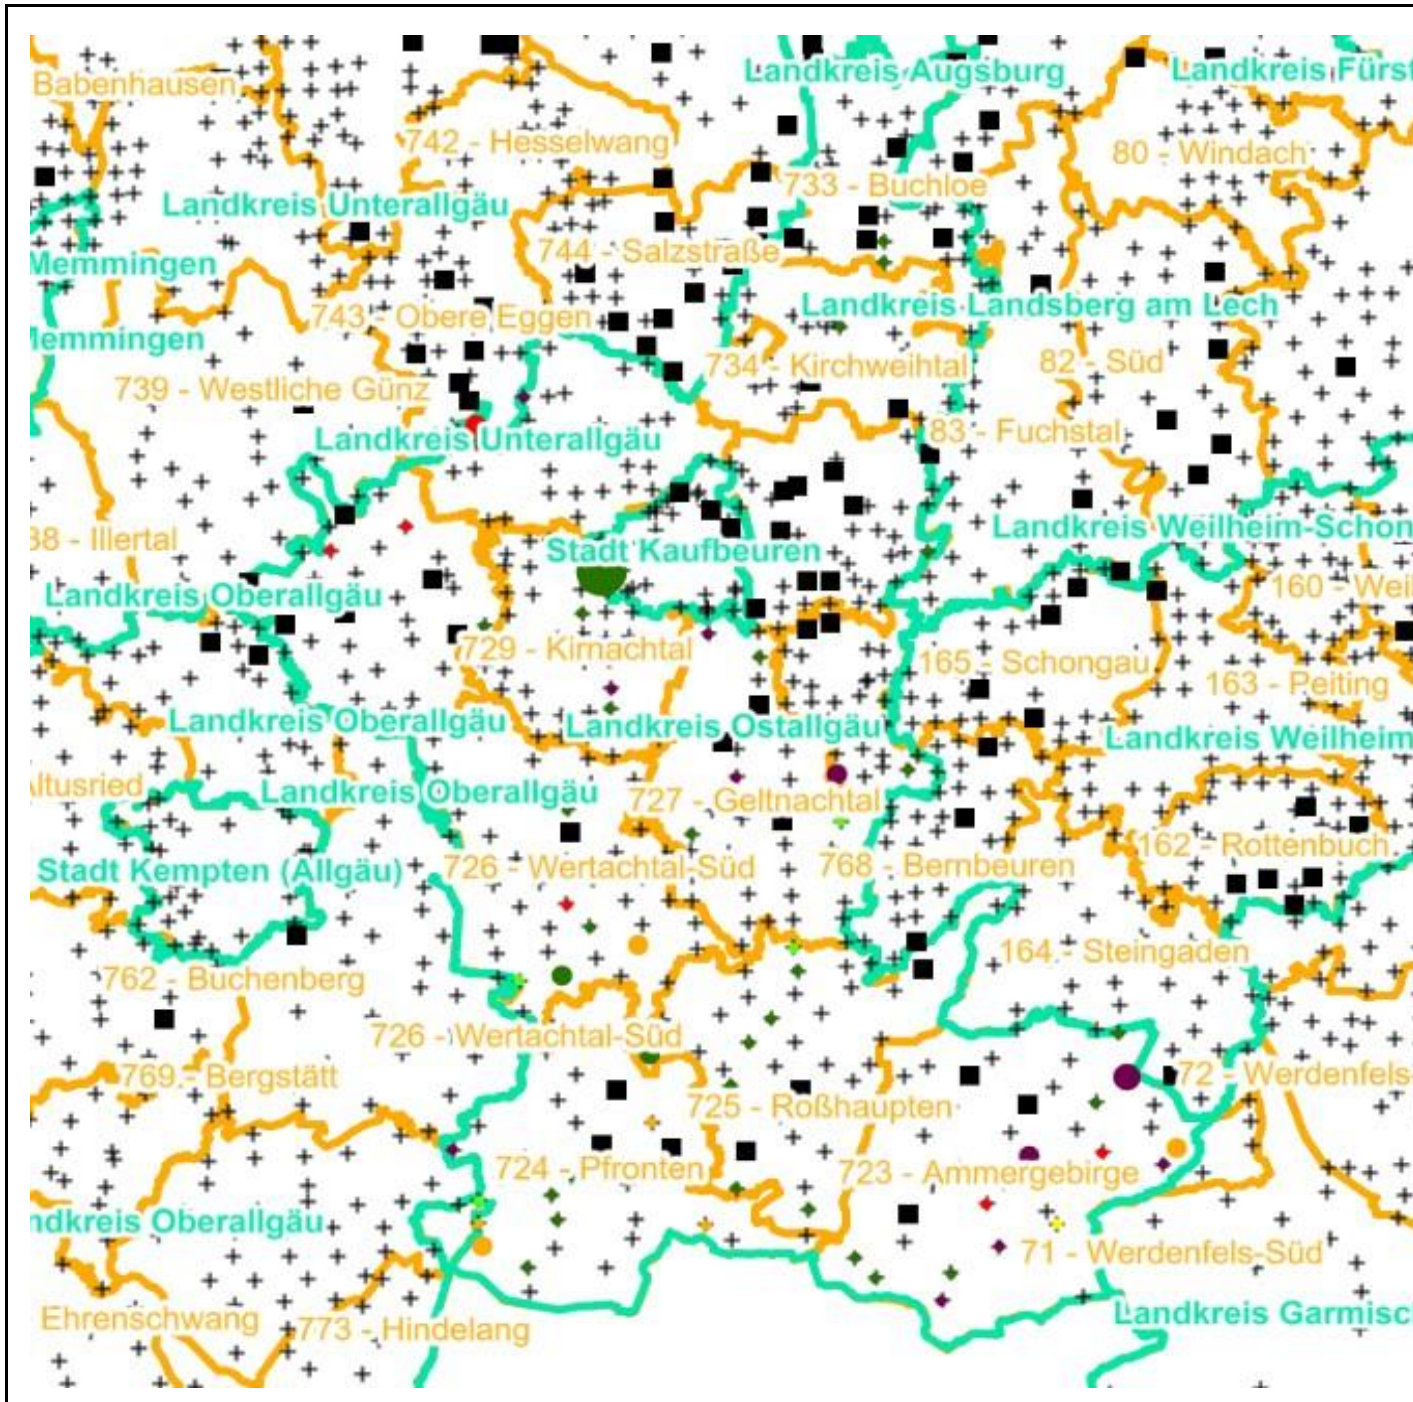 Landkreis Augsburg
Landkreis Fürst
Babenhausen
742 - Hesselwang
80 - Windach
733 - Buchloe
Landkreis Unterallgäu
744 - Salzstraße
Memmingen
Landkreis Landsberg am Lech
743 - Obere Eggen
Memmingen
734 - Kirchweihtal
82 - Süd
739 - Westliche Günz
83 - Fuchstal
Landkreis Unterallgäu
Landkreis Weilheim-Schon
38 - Illertal
Stadt Kaufbeuren
160 - Weil
Landkreis Oberallgäu
729 - Kirnachtal
165 - Schongau
163 - Peiting
Landkreis Oberallgäu
Landkreis Ostallgäu
Landkreis Weilheim
Altusried
Landkreis Oberallgäu
727 - Geltnachtal
162 - Rottenbuch
Stadt Kempten (Allgäu)
726 - Wertachtal-Süd
768 - Bernbeuren
164 - Steingaden
762 - Buchenberg
726 - Wertachtal-Süd
769 - Bergstätt
72 - Werdenfels-
725 - Roßhaupten
724 - Pfronten
723 - Ammergebirge
ndkreis Oberallgäu
71 - Werdenfels-Süd
Ehrenschwang
773 - Hindelang
Landkreis Garmisc